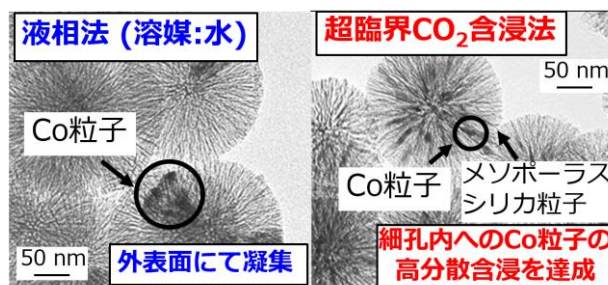 液相法 (溶媒:水)
Co粒子
50 nm
外表面にて凝集
超臨界CO₂含浸法
50 nm
Co粒子
メソポーラス
シリカ粒子
細孔内へのCo粒子の
高分散含浸を達成